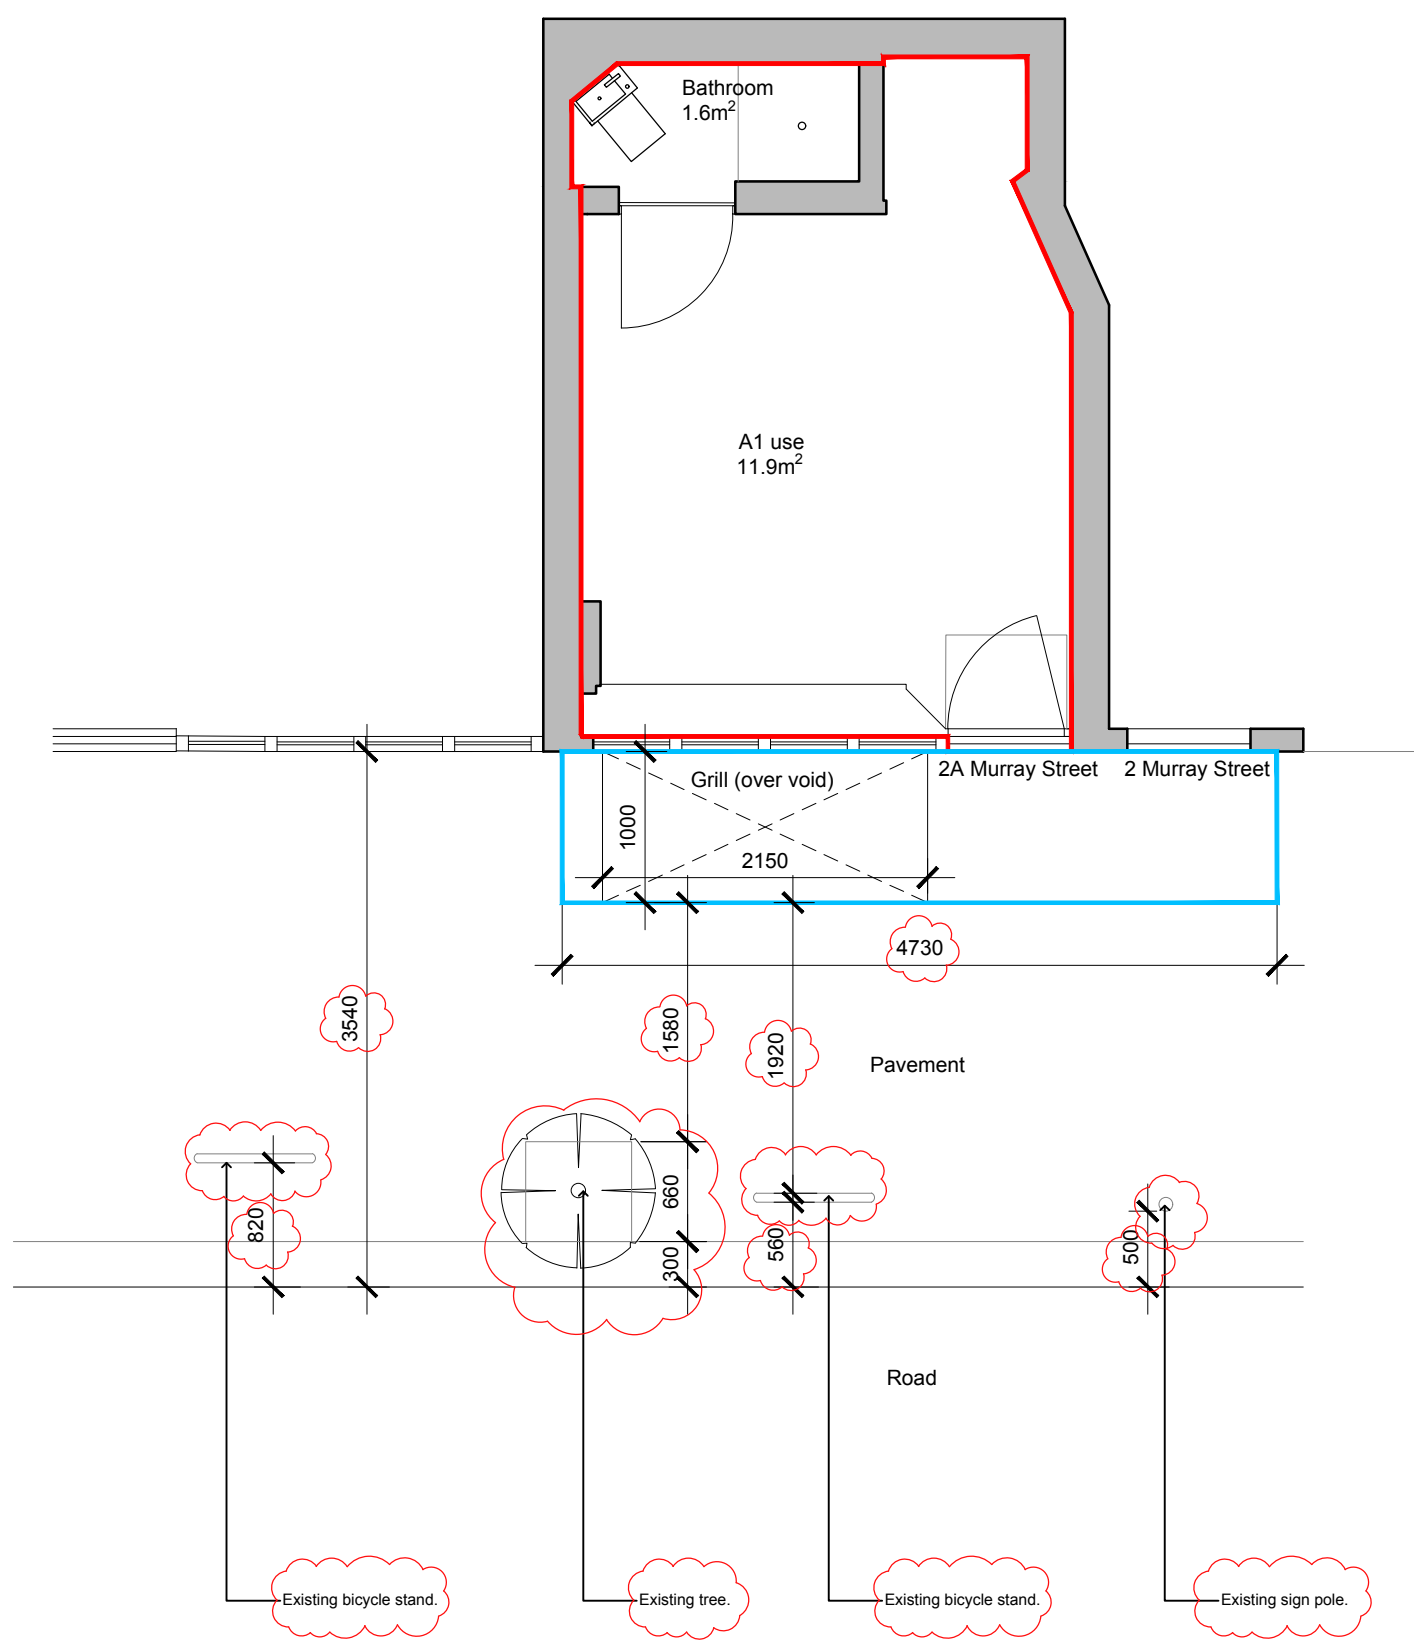 Bathroom
1.6m²
A1 use
11.9m²
Grill (over void)
2A Murray Street
2 Murray Street
1000
2150
4730
3540
1580
1920
Pavement
660
820
560
500
300
Road
Existing bicycle stand.
Existing tree.
Existing bicycle stand.
Existing sign pole.